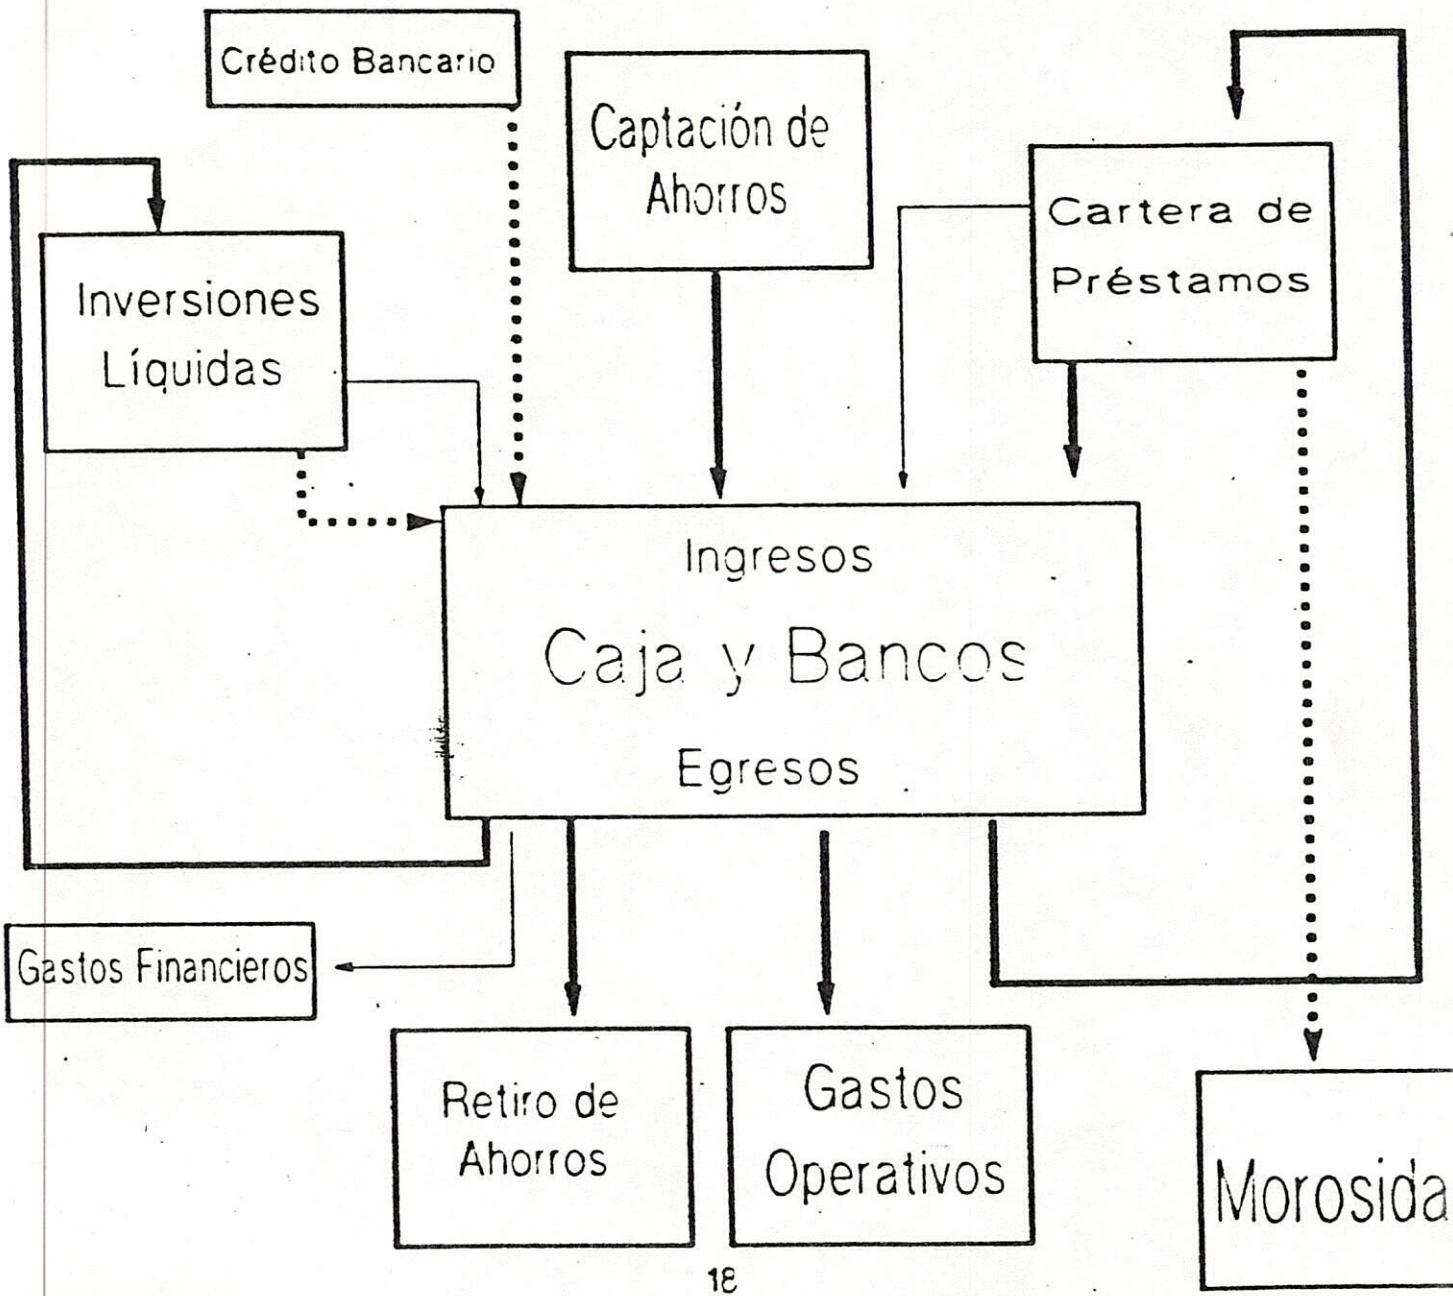 Crédito Bancario
Captación de
Ahorros
Cartera de
Préstamos
Inversiones
Líquidas
Ingresos
Caja y Bancos
Egresos
Gastos Financieros
Retiro de
Ahorros
Gastos
Operativos
Morosida
18